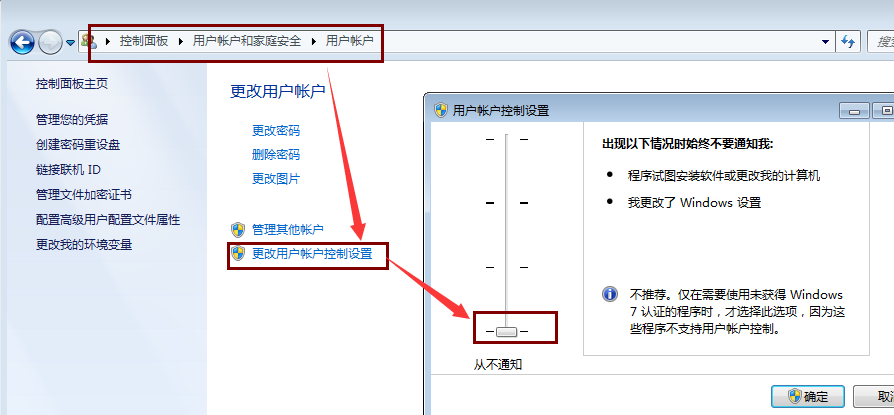 控制面板 用户帐户和家庭安全 用户帐户
控制面板主页
管理您的凭据
创建密码重设盘
链接联机 ID
管理文件加密证书
配置高级用户配置文件属性
更改我的环境变量
更改用户帐户
更改密码
删除密码
更改图片
管理其他帐户
更改用户帐户控制设置
用户帐户控制设置
出现以下情况时始终不要通知我:
程序试图安装软件或更改我的计算机
我更改了 Windows 设置
不推荐。仅在需要使用未获得 Windows
7 认证的程序时，才选择此选项，因为这
些程序不支持用户帐户控制。
从不通知
确定